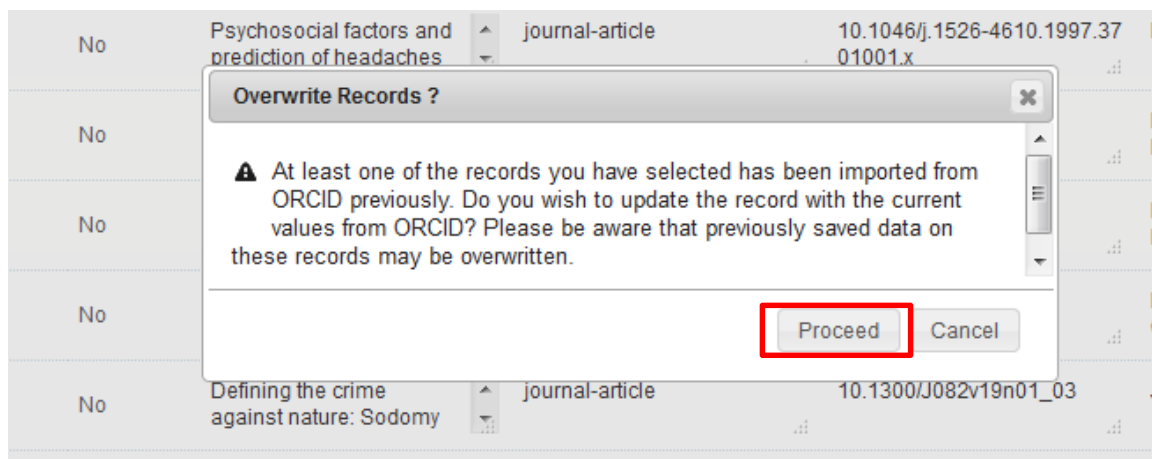 No
Psychosocial factors and
prediction of headaches
journal-article
10.1046/j.1526-4610.1997.37
01001.x
Overwrite Records ?
No
At least one of the records you have selected has been imported from
ORCID previously. Do you wish to update the record with the current
values from ORCID? Please be aware that previously saved data on
these records may be overwritten.
No
No
Proceed
Cancel
No
Defining the crime
against nature: Sodomy
journal-article
10.1300/J082v19n01_03